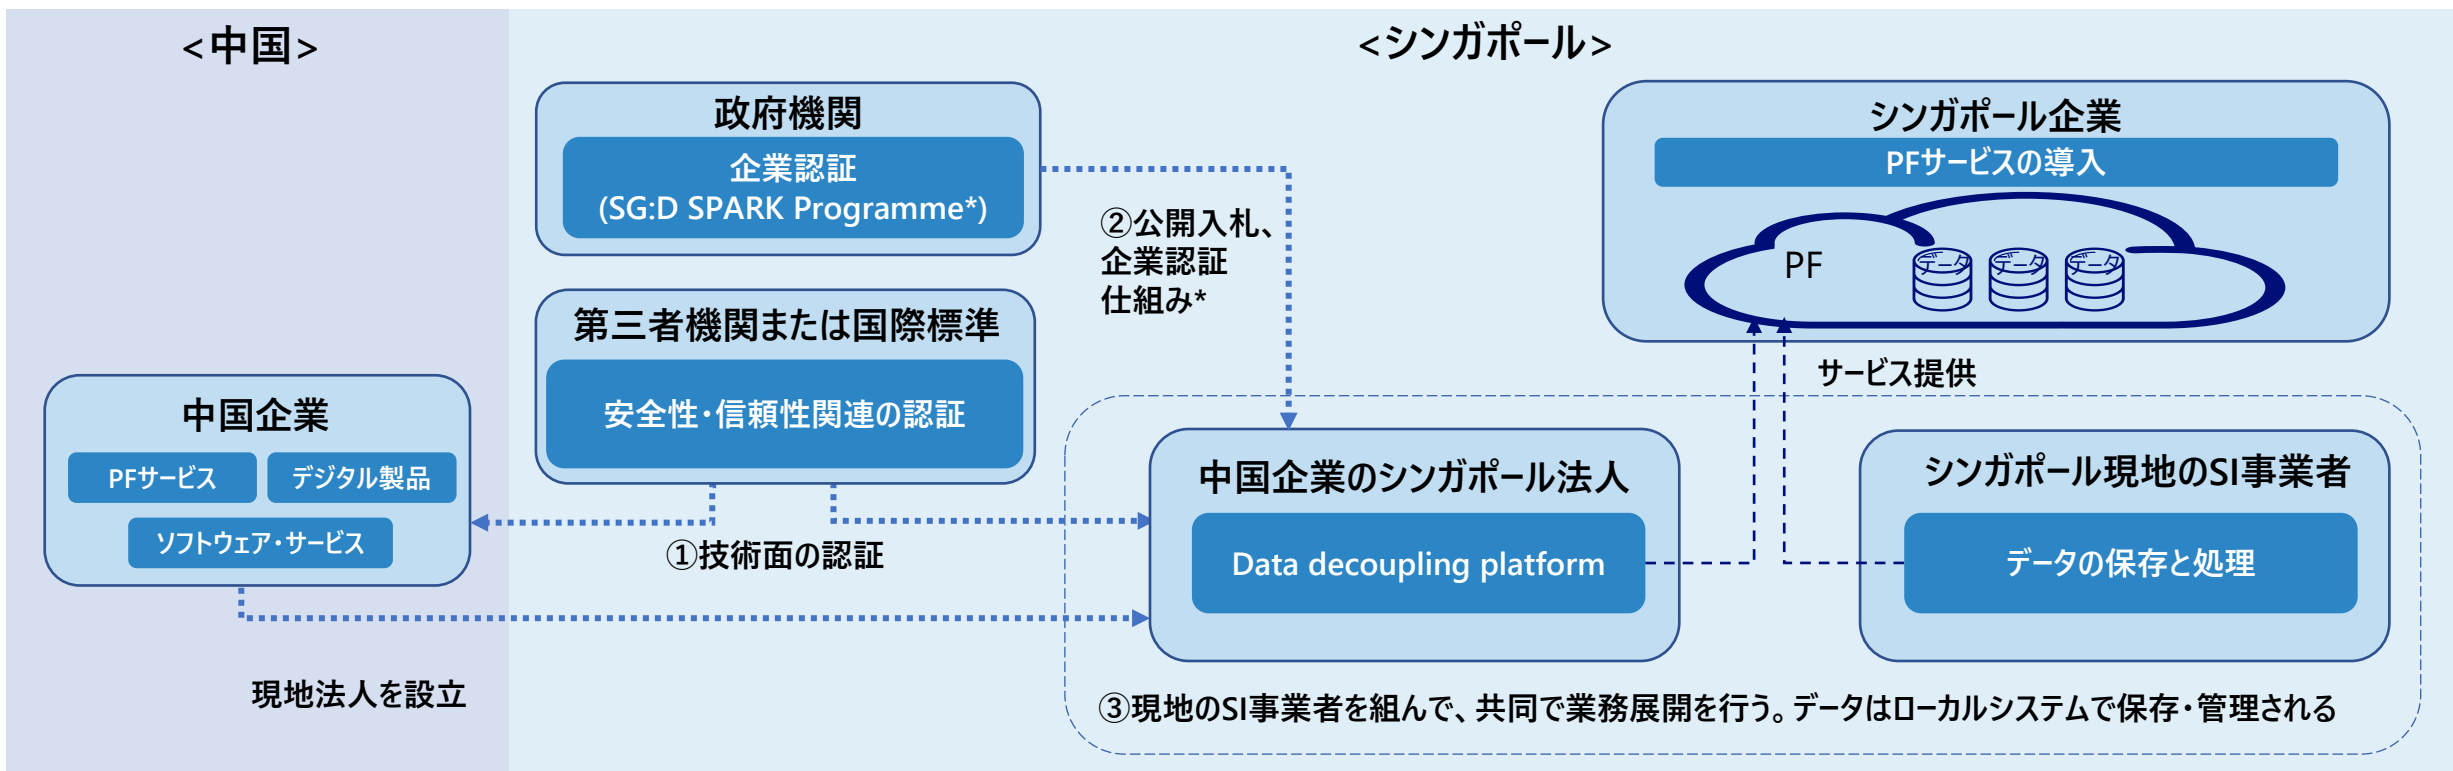 <中国>
<シンガポール>
政府機関
企業認証
(SG:D SPARK Programme*)
シンガポール企業
PFサービスの導入
PF
データ
データ
データ
②公開入札、
企業認証
仕組み*
第三者機関または国際標準
安全性・信頼性関連の認証
サービス提供
中国企業
PFサービス
デジタル製品
ソフトウェア・サービス
①技術面の認証
中国企業のシンガポール法人
Data decoupling platform
シンガポール現地のSI事業者
データの保存と処理
現地法人を設立
③現地のSI事業者を組んで、共同で業務展開を行う。データはローカルシステムで保存・管理される